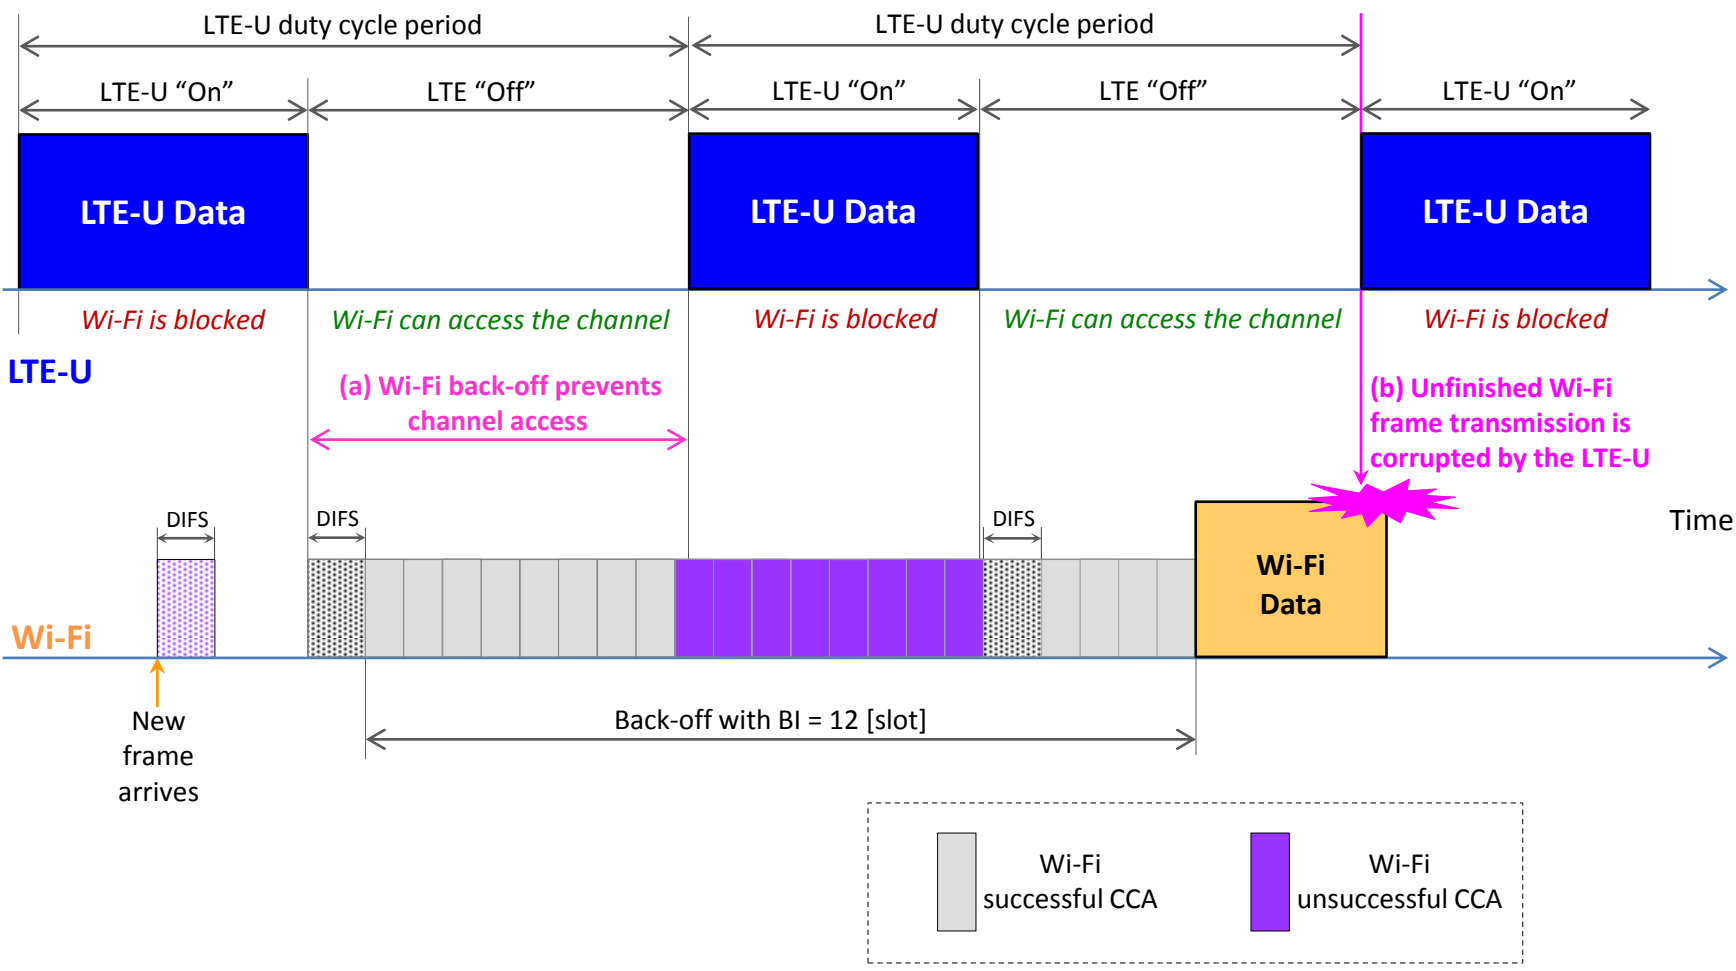 LTE-U duty cycle period
LTE-U duty cycle period
LTE-U “On”
LTE “Off”
LTE-U “On”
LTE “Off”
LTE-U “On”
LTE-U Data
LTE-U Data
LTE-U Data
Wi-Fi is blocked
Wi-Fi can access the channel
Wi-Fi is blocked
Wi-Fi can access the channel
Wi-Fi is blocked
LTE-U
(a) Wi-Fi back-off prevents
channel access
(b) Unfinished Wi-Fi
frame transmission is
corrupted by the LTE-U
DIFS
DIFS
DIFS
Time
Wi-Fi
Data
Wi-Fi
New
frame
arrives
Back-off with BI = 12 [slot]
Wi-Fi
successful CCA
Wi-Fi
unsuccessful CCA